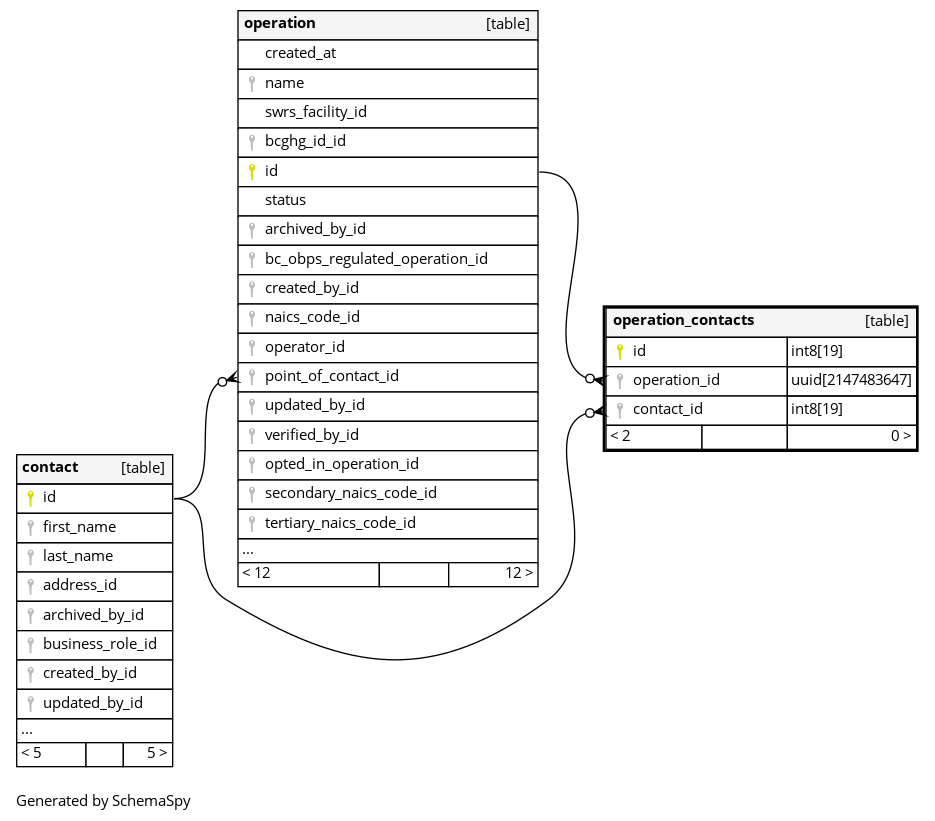 operation [table]
created_at
name
swrs_facility_id
bcghg_id_id
id
status
archived_by_id
bc_obps_regulated_operation_id
created_by_id
naics_code_id
operator_id
point_of_contact_id
updated_by_id
verified_by_id
opted_in_operation_id
secondary_naics_code_id
tertiary_naics_code_id
...
< 12 12 >
operation_contacts [table]
id int8[19]
operation_id uuid[2147483647]
contact_id int8[19]
< 2 0 >
contact [table]
id
first_name
last_name
address_id
archived_by_id
business_role_id
created_by_id
updated_by_id
...
< 5 5 >
Generated by SchemaSpy